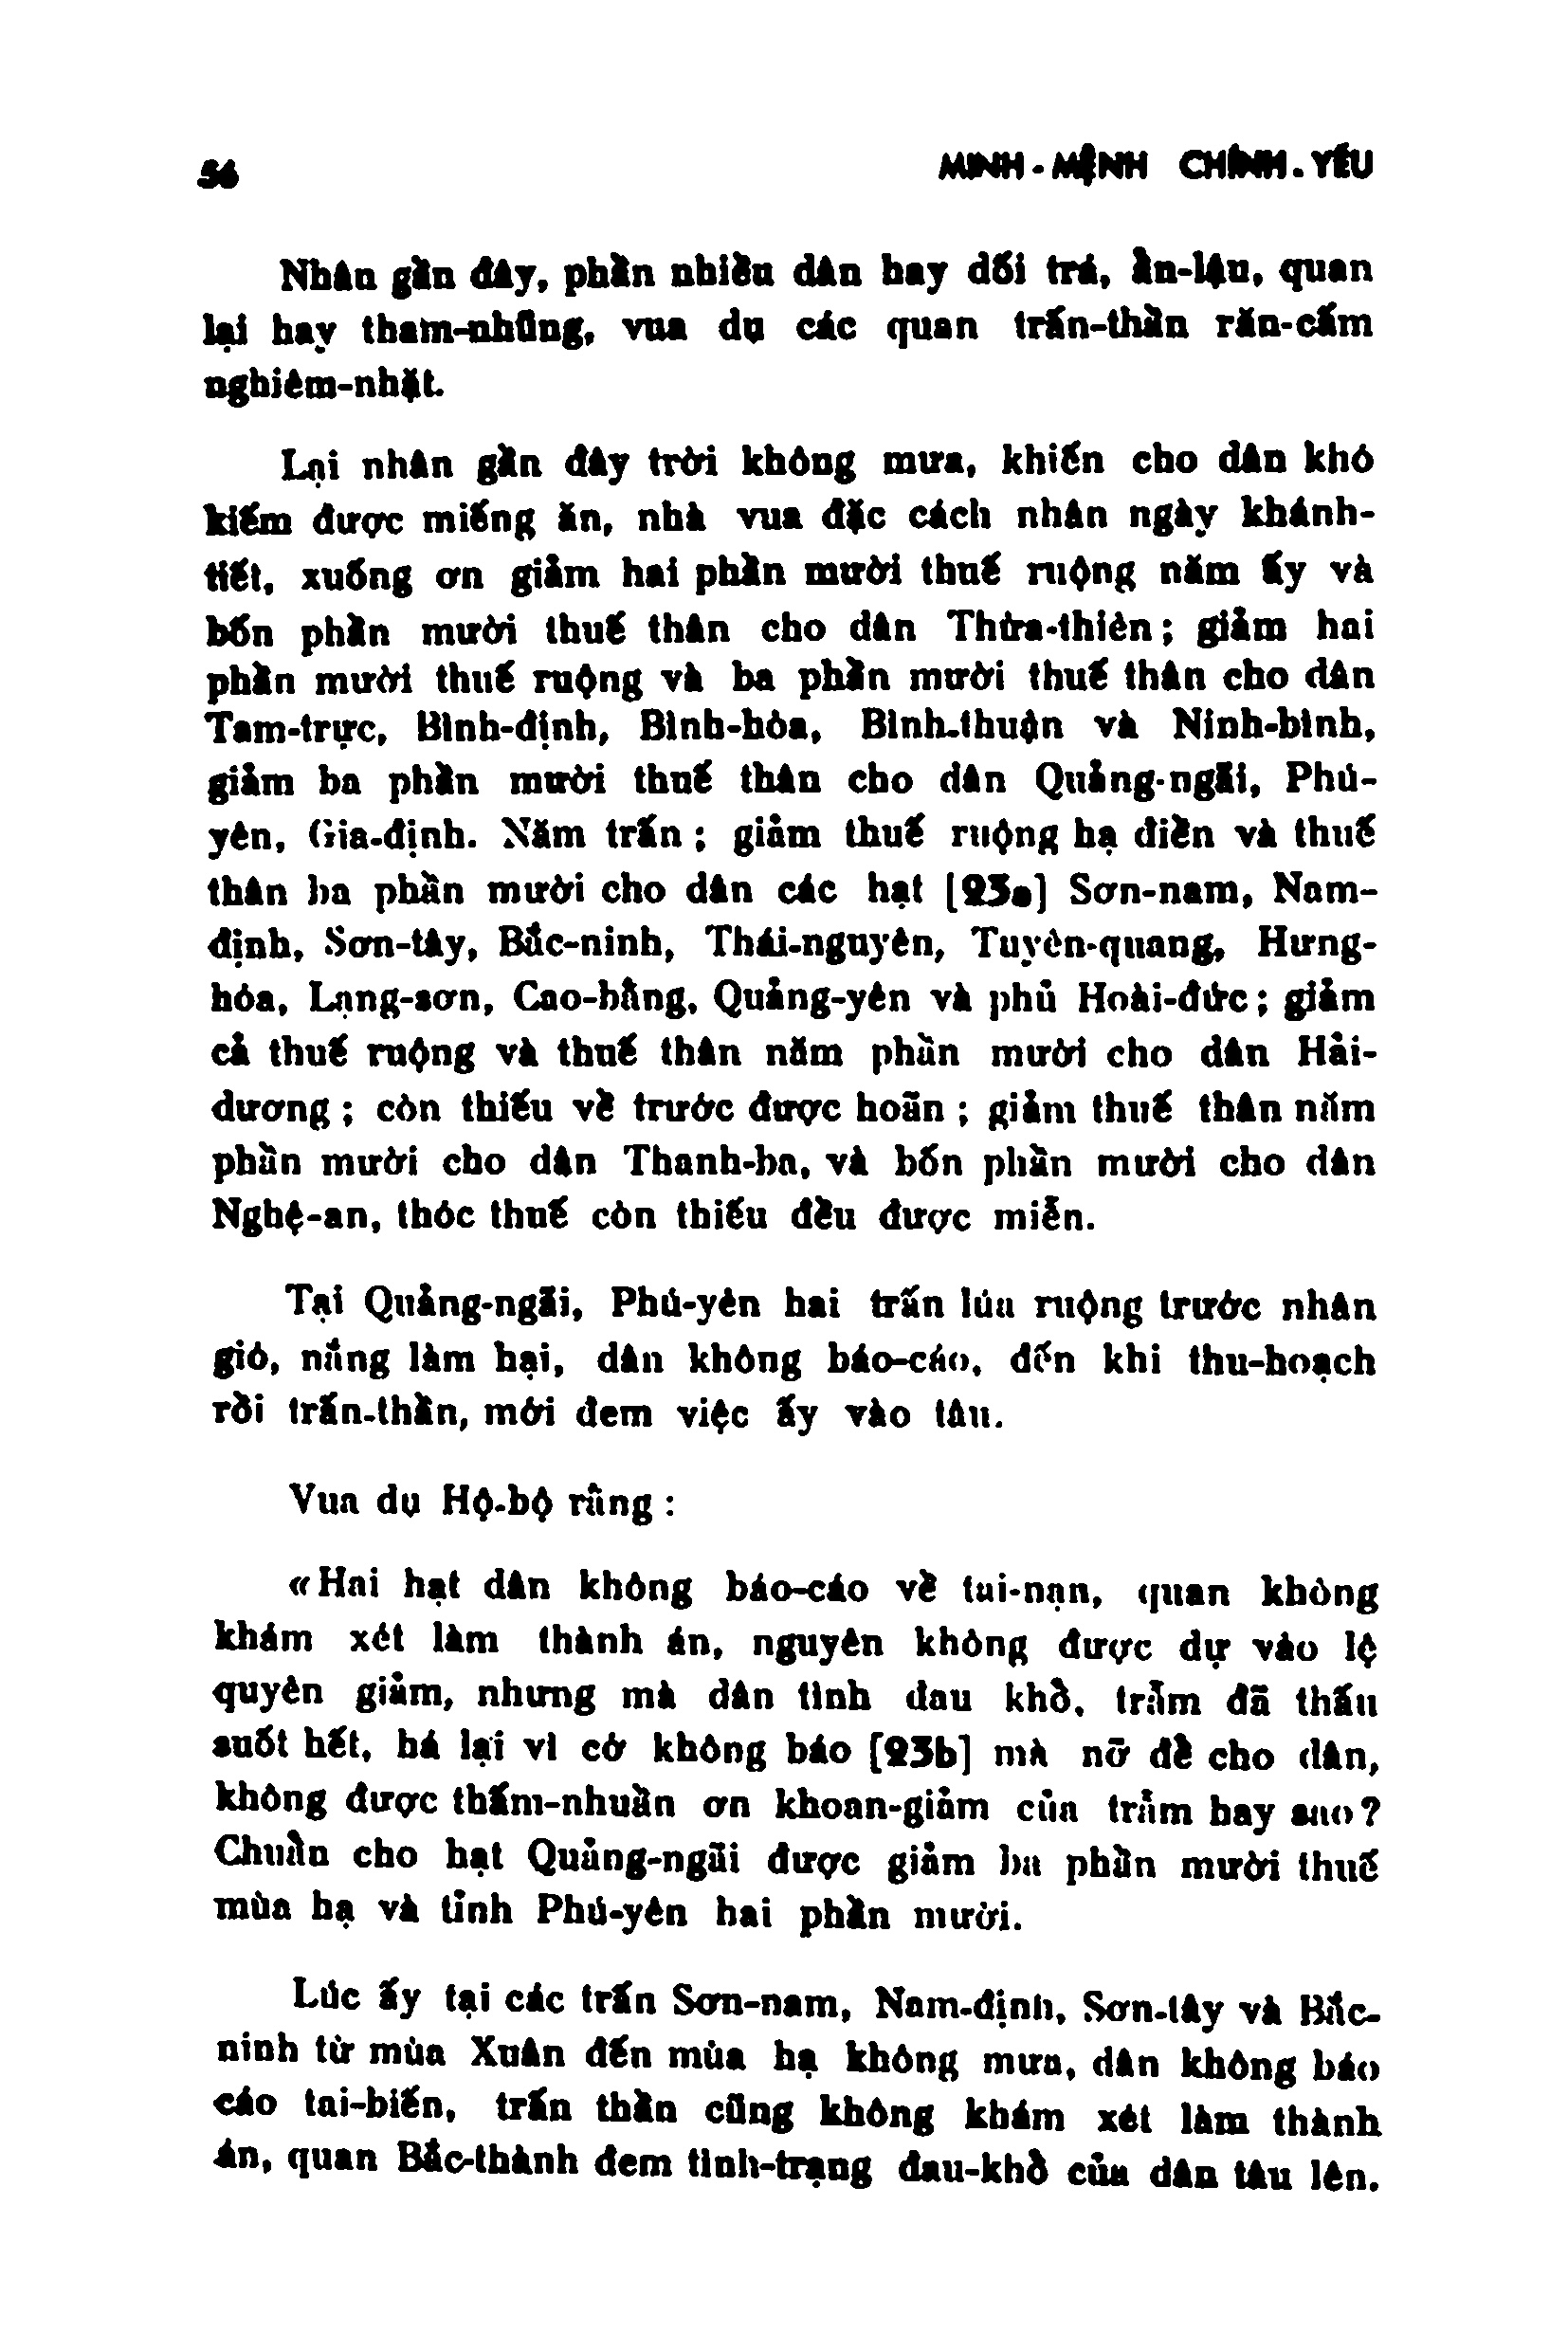 56
MINH-MỆNH CHÍNH-YẾU
Nhân gần đây, phần nhiều dân hay dối trá, ẩn-lậu, quan
lại hay tham-nhũng, vua dụ các quan trấn-thần răn-cấm
nghiêm-nhặt.
Lại nhân gần đây trời không mưa, khiến cho dân khó
kiếm được miếng ăn, nhà vua đặc cách nhân ngày khánh-
tiết, xuống ơn giảm hai phần mười thuế ruộng năm ấy và
bốn phần mười thuế thân cho dân Thừa-thiên; giảm hai
phần mười thuế ruộng và ba phần mười thuế thân cho dân
Tam-trực, Bình-định, Bình-hòa, Bình-thuận và Ninh-bình,
giảm ba phần mười thuế thân cho dân Quảng-ngãi, Phú-
yên, Gia-định. Năm trấn; giảm thuế ruộng hạ điền và thuế
thân ba phần mười cho dân các hạt [23a] Sơn-nam, Nam-
định, Sơn-tây, Bắc-ninh, Thái-nguyên, Tuyên-quang, Hưng-
hóa, Lạng-sơn, Cao-bằng, Quảng-yên và phủ Hoài-đức; giảm
cả thuế ruộng và thuế thân năm phần mười cho dân Hải-
dương; còn thiếu về trước được hoãn; giảm thuế thân năm
phần mười cho dân Thanh-ba, và bốn phần mười cho dân
Nghệ-an, thóc thuế còn thiếu đều được miễn.
Tại Quảng-ngãi, Phú-yên hai trấn lúa ruộng trước nhân
gió, nắng làm hại, dân không báo-cáo, đến khi thu-hoạch
rồi trấn-thần, mới đem việc ấy vào tâu.
Vua dụ Hộ-bộ rằng :
«Hai hạt dân không báo-cáo về tai-nạn, quan không
khám xét làm thành án, nguyên không được dự vào lệ
quyên giảm, nhưng mà dân tình đau khổ, trẫm đã thấu
suốt hết, há lại vì cớ không báo [23b] mà nỡ để cho dân,
không được thấm-nhuần ơn khoan-giảm của trẫm hay sao?
Chuẩn cho hạt Quảng-ngãi được giảm ba phần mười thuế
mùa hạ và tỉnh Phú-yên hai phần mười.
Lúc ấy tại các trấn Sơn-nam, Nam-định, Sơn-tây và Bắc-
ninh từ mùa Xuân đến mùa hạ không mưa, dân không báo
cáo tai-biến, trấn thần cũng không khám xét làm thành
án, quan Bắc-thành đem tình-trạng đau-khổ của dân tâu lên.